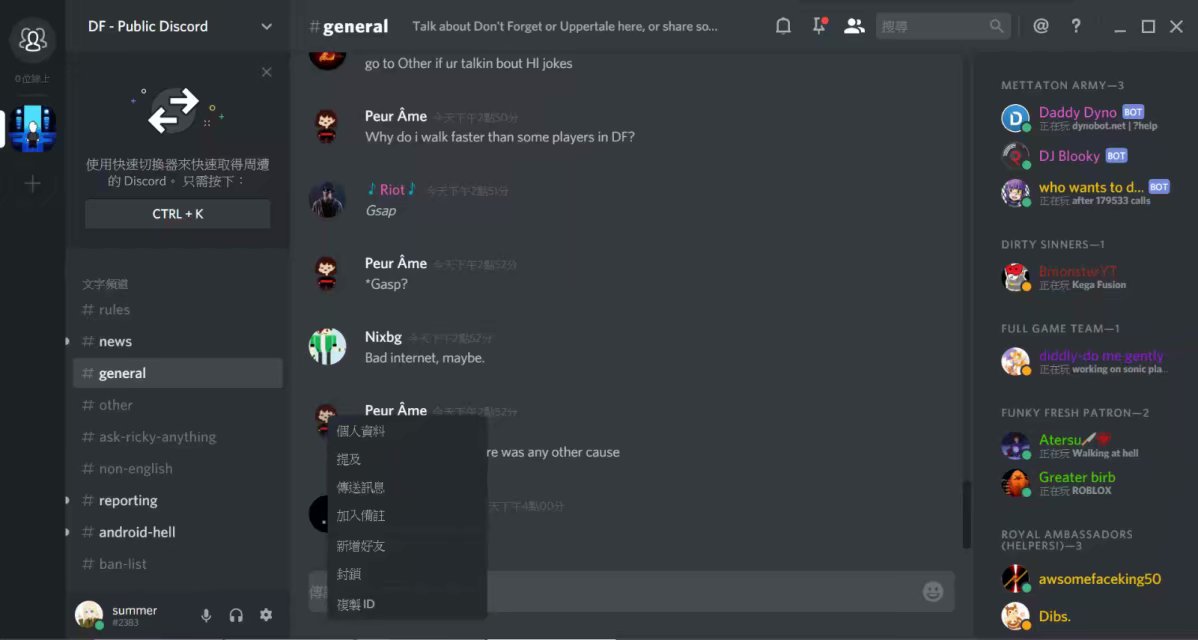 DF - Public Discord
#general
Talk about Don't Forget or Uppertale here, or share so...
搜尋
0位線上
使用快速切換器來快速取得周遭
的 Discord。 只需按下：
CTRL + K
文字頻道
# rules
# news
# general
# other
# ask-ricky-anything
# non-english
# reporting
# android-hell
# ban-list
summer
#2383
go to Other if ur talkin bout HI jokes
Peur Âme 今天下午2點50分
Why do i walk faster than some players in DF?
♪Riot♪ 今天下午2點51分
Gsap
Peur Âme 今天下午2點52分
*Gasp?
Nixbg 今天下午2點52分
Bad internet, maybe.
Peur Âme 今天下午2點52分
re was any other cause
天下午4點00分
個人資料
提及
傳送訊息
加入備註
新增好友
封鎖
複製ID
METTATON ARMY—3
Daddy Dyno BOT
正在玩 dynobot.net | ?help
DJ Blooky BOT
who wants to d... BOT
正在玩 after 179533 calls
DIRTY SINNERS—1
BmonsterYT
正在玩 Kega Fusion
FULL GAME TEAM—1
diddly-do me gently
正在玩 working on sonic pla...
FUNKY FRESH PATRON—2
Atersu
正在玩 Walking at hell
Greater birb
正在玩 ROBLOX
ROYAL AMBASSADORS
(HELPERS!)—3
awsomefaceking50
Dibs.